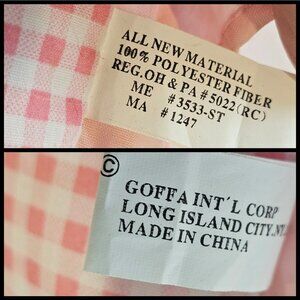 ALL NEW MATERIAL
100% POLYESTER FIBER
REG.OH & PA # 5022 (RC)
ME #3533-ST
MA #1247
©
GOFFA INT'L CORP
LONG ISLAND CITY.NY.
MADE IN CHINA